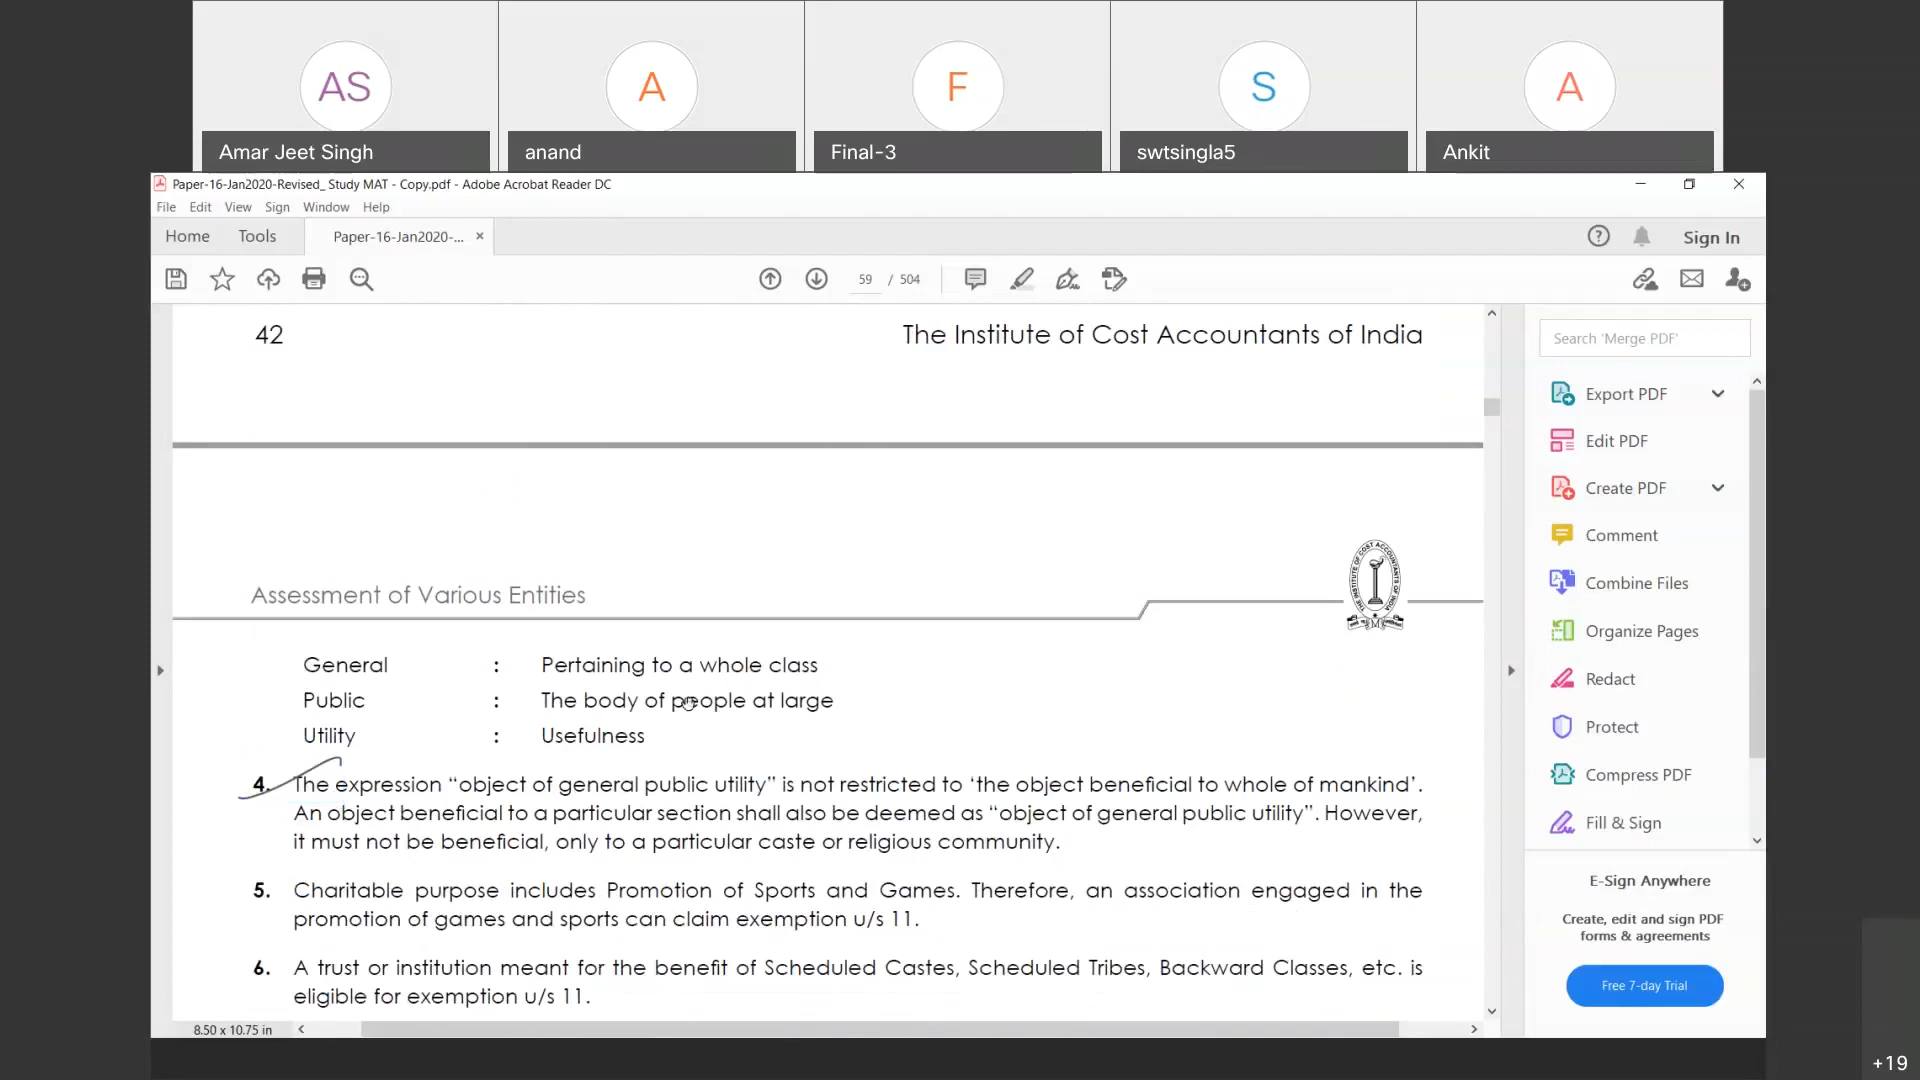 AS A F S A
Amar Jeet Singh anand Final-3 swtsingla5 Ankit
Paper-16-Jan2020-Revised_ Study MAT - Copy.pdf - Adobe Acrobat Reader DC
File Edit View Sign Window Help
Home Tools Paper-16-Jan2020-... × Sign In
59 / 504
42 The Institute of Cost Accountants of India
Assessment of Various Entities
General : Pertaining to a whole class
Public : The body of people at large
Utility : Usefulness
4. The expression “object of general public utility” is not restricted to ‘the object beneficial to whole of mankind’.
An object beneficial to a particular section shall also be deemed as “object of general public utility”. However,
it must not be beneficial, only to a particular caste or religious community.
5. Charitable purpose includes Promotion of Sports and Games. Therefore, an association engaged in the
promotion of games and sports can claim exemption u/s 11.
6. A trust or institution meant for the benefit of Scheduled Castes, Scheduled Tribes, Backward Classes, etc. is
eligible for exemption u/s 11.
8.50 x 10.75 in
Search 'Merge PDF'
Export PDF
Edit PDF
Create PDF
Comment
Combine Files
Organize Pages
Redact
Protect
Compress PDF
Fill & Sign
E-Sign Anywhere
Create, edit and sign PDF
forms & agreements
Free 7-day Trial
+19